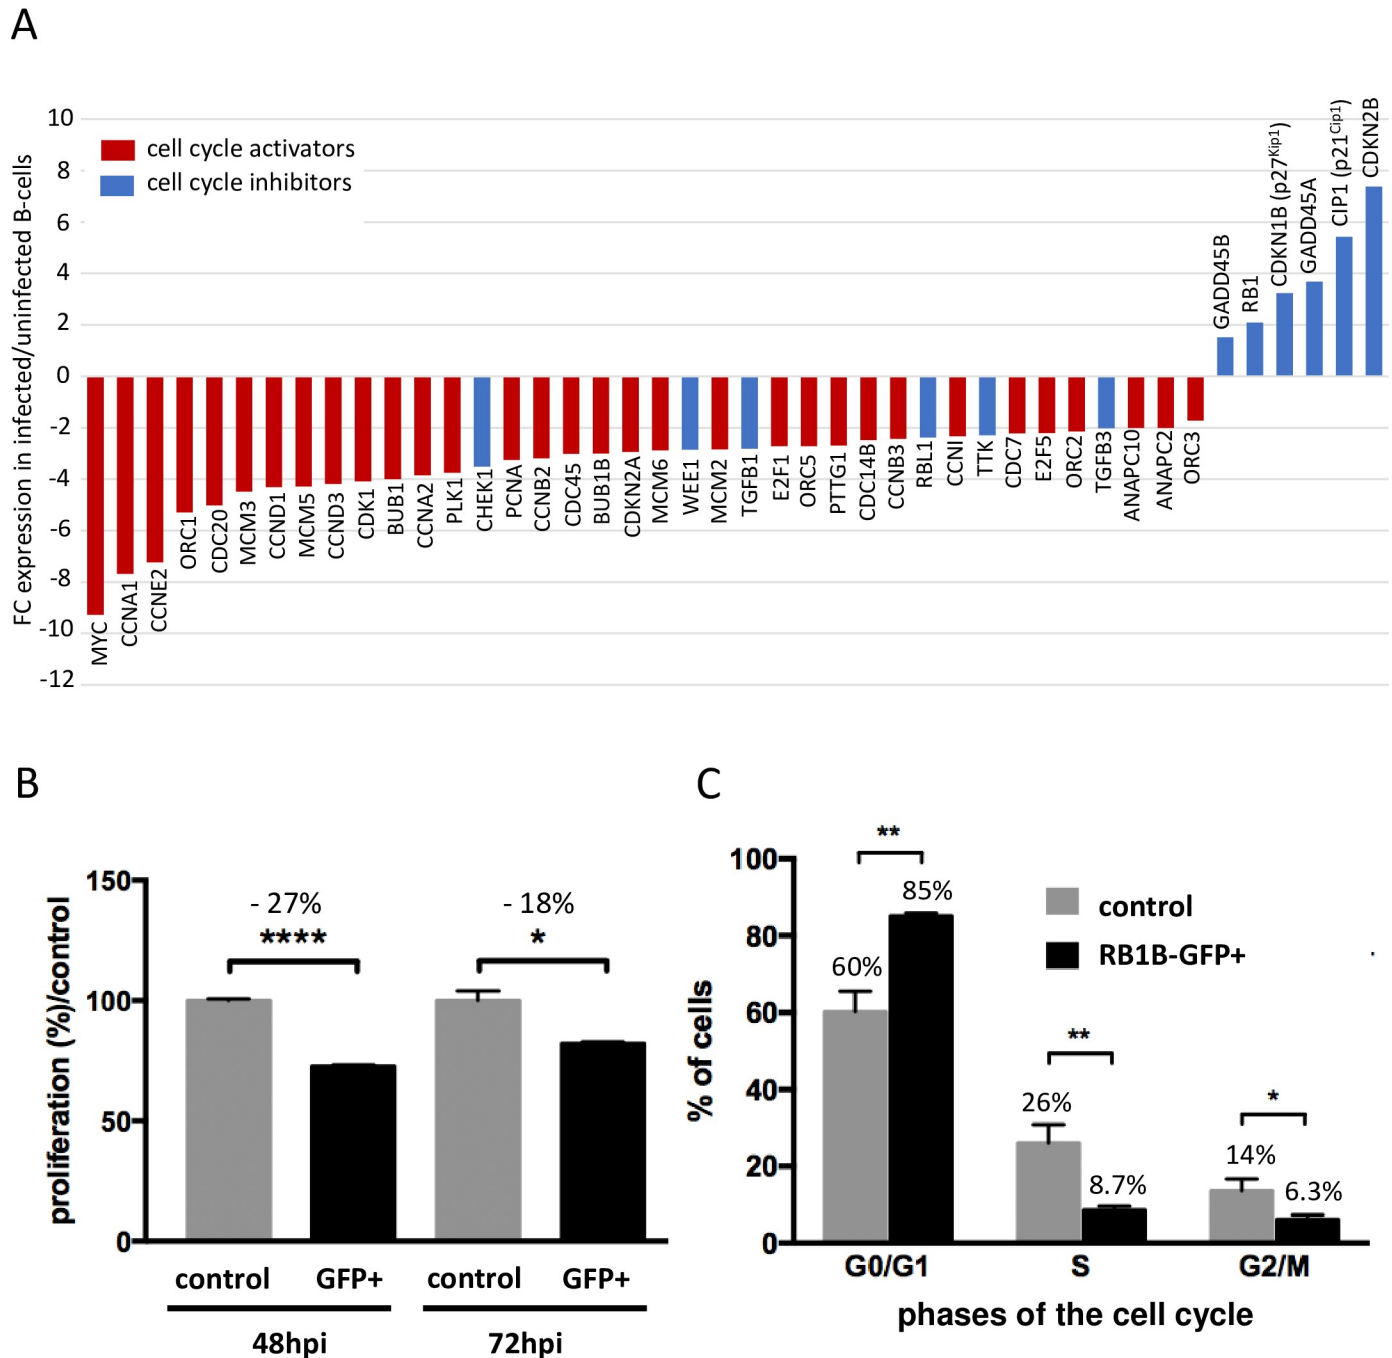 A
FC expression in infected/uninfected B-cells
10
8
6
4
2
0
-2
-4
-6
-8
-10
-12
cell cycle activators
cell cycle inhibitors
MYC
CCNA1
CCNE2
ORC1
CDC20
MCM3
CCND1
MCM5
CCND3
CDK1
BUB1
CCNA2
PLK1
CHEK1
PCNA
CCNB2
CDC45
BUB1B
CDKN2A
MCM6
WEE1
MCM2
TGFB1
E2F1
ORC5
PTTG1
CDC14B
CCNB3
RBL1
CCNI
TTK
CDC7
E2F5
ORC2
TGFB3
ANAPC10
ANAPC2
ORC3
GADD45B
RB1
CDKN1B (p27Kip1)
GADD45A
CIP1 (p21Cip1)
CDKN2B
B
proliferation (%)/control
150
100
50
0
- 27%
****
- 18%
*
control GFP+ control GFP+
48hpi 72hpi
C
% of cells
100
80
60
40
20
0
**
85%
60%
control
RB1B-GFP+
**
26%
8.7%
*
14%
6.3%
G0/G1 S G2/M
phases of the cell cycle